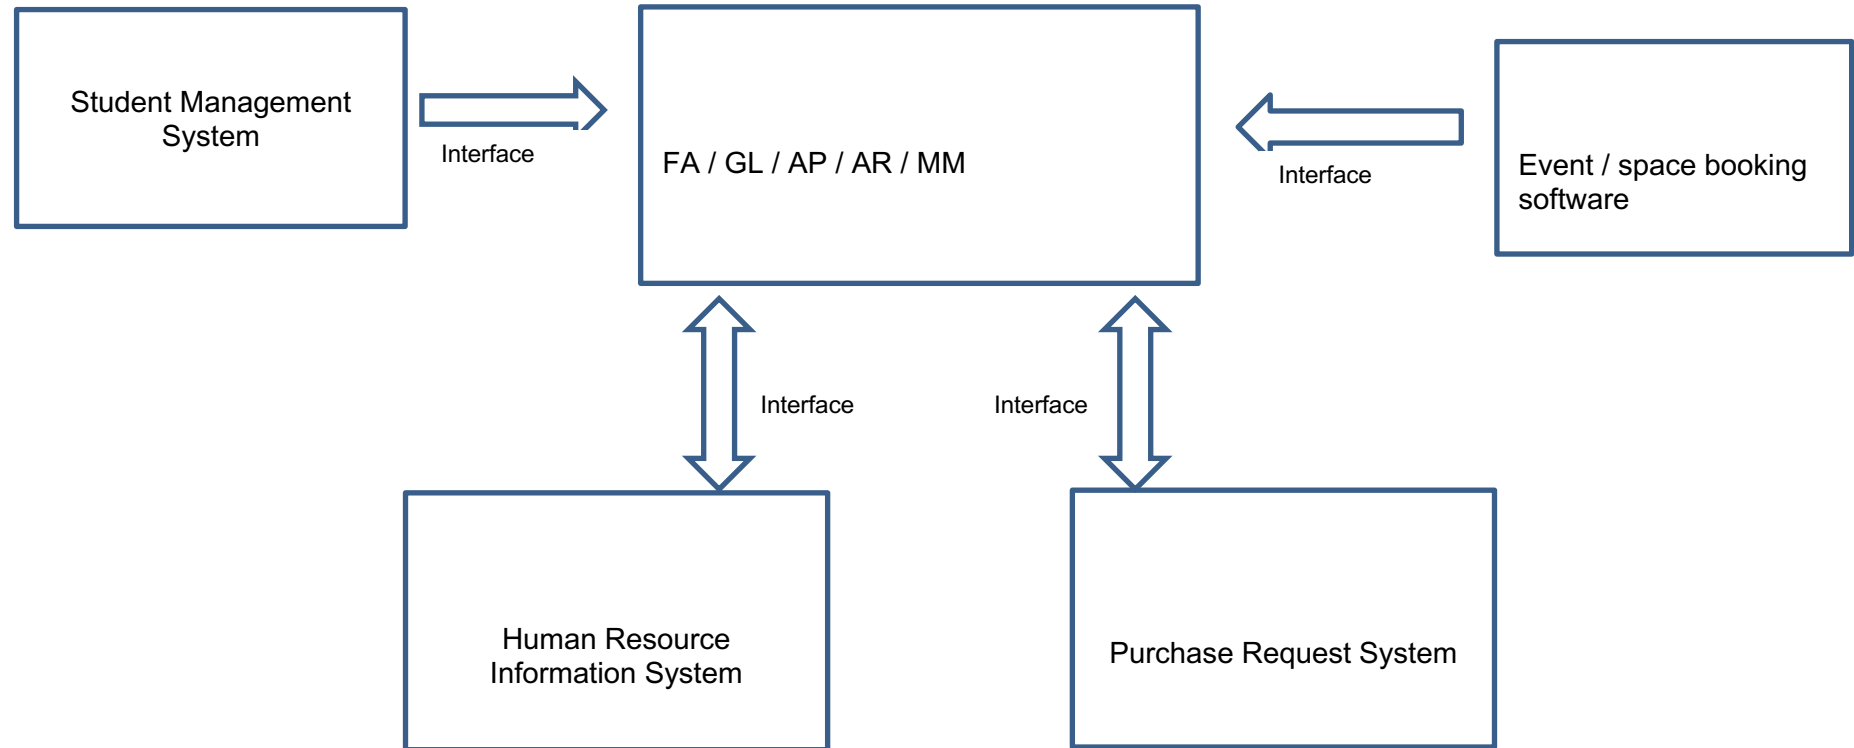 Student Management
System
Interface
FA / GL / AP / AR / MM
Interface
Event / space booking
software
Interface
Interface
Human Resource
Information System
Purchase Request System